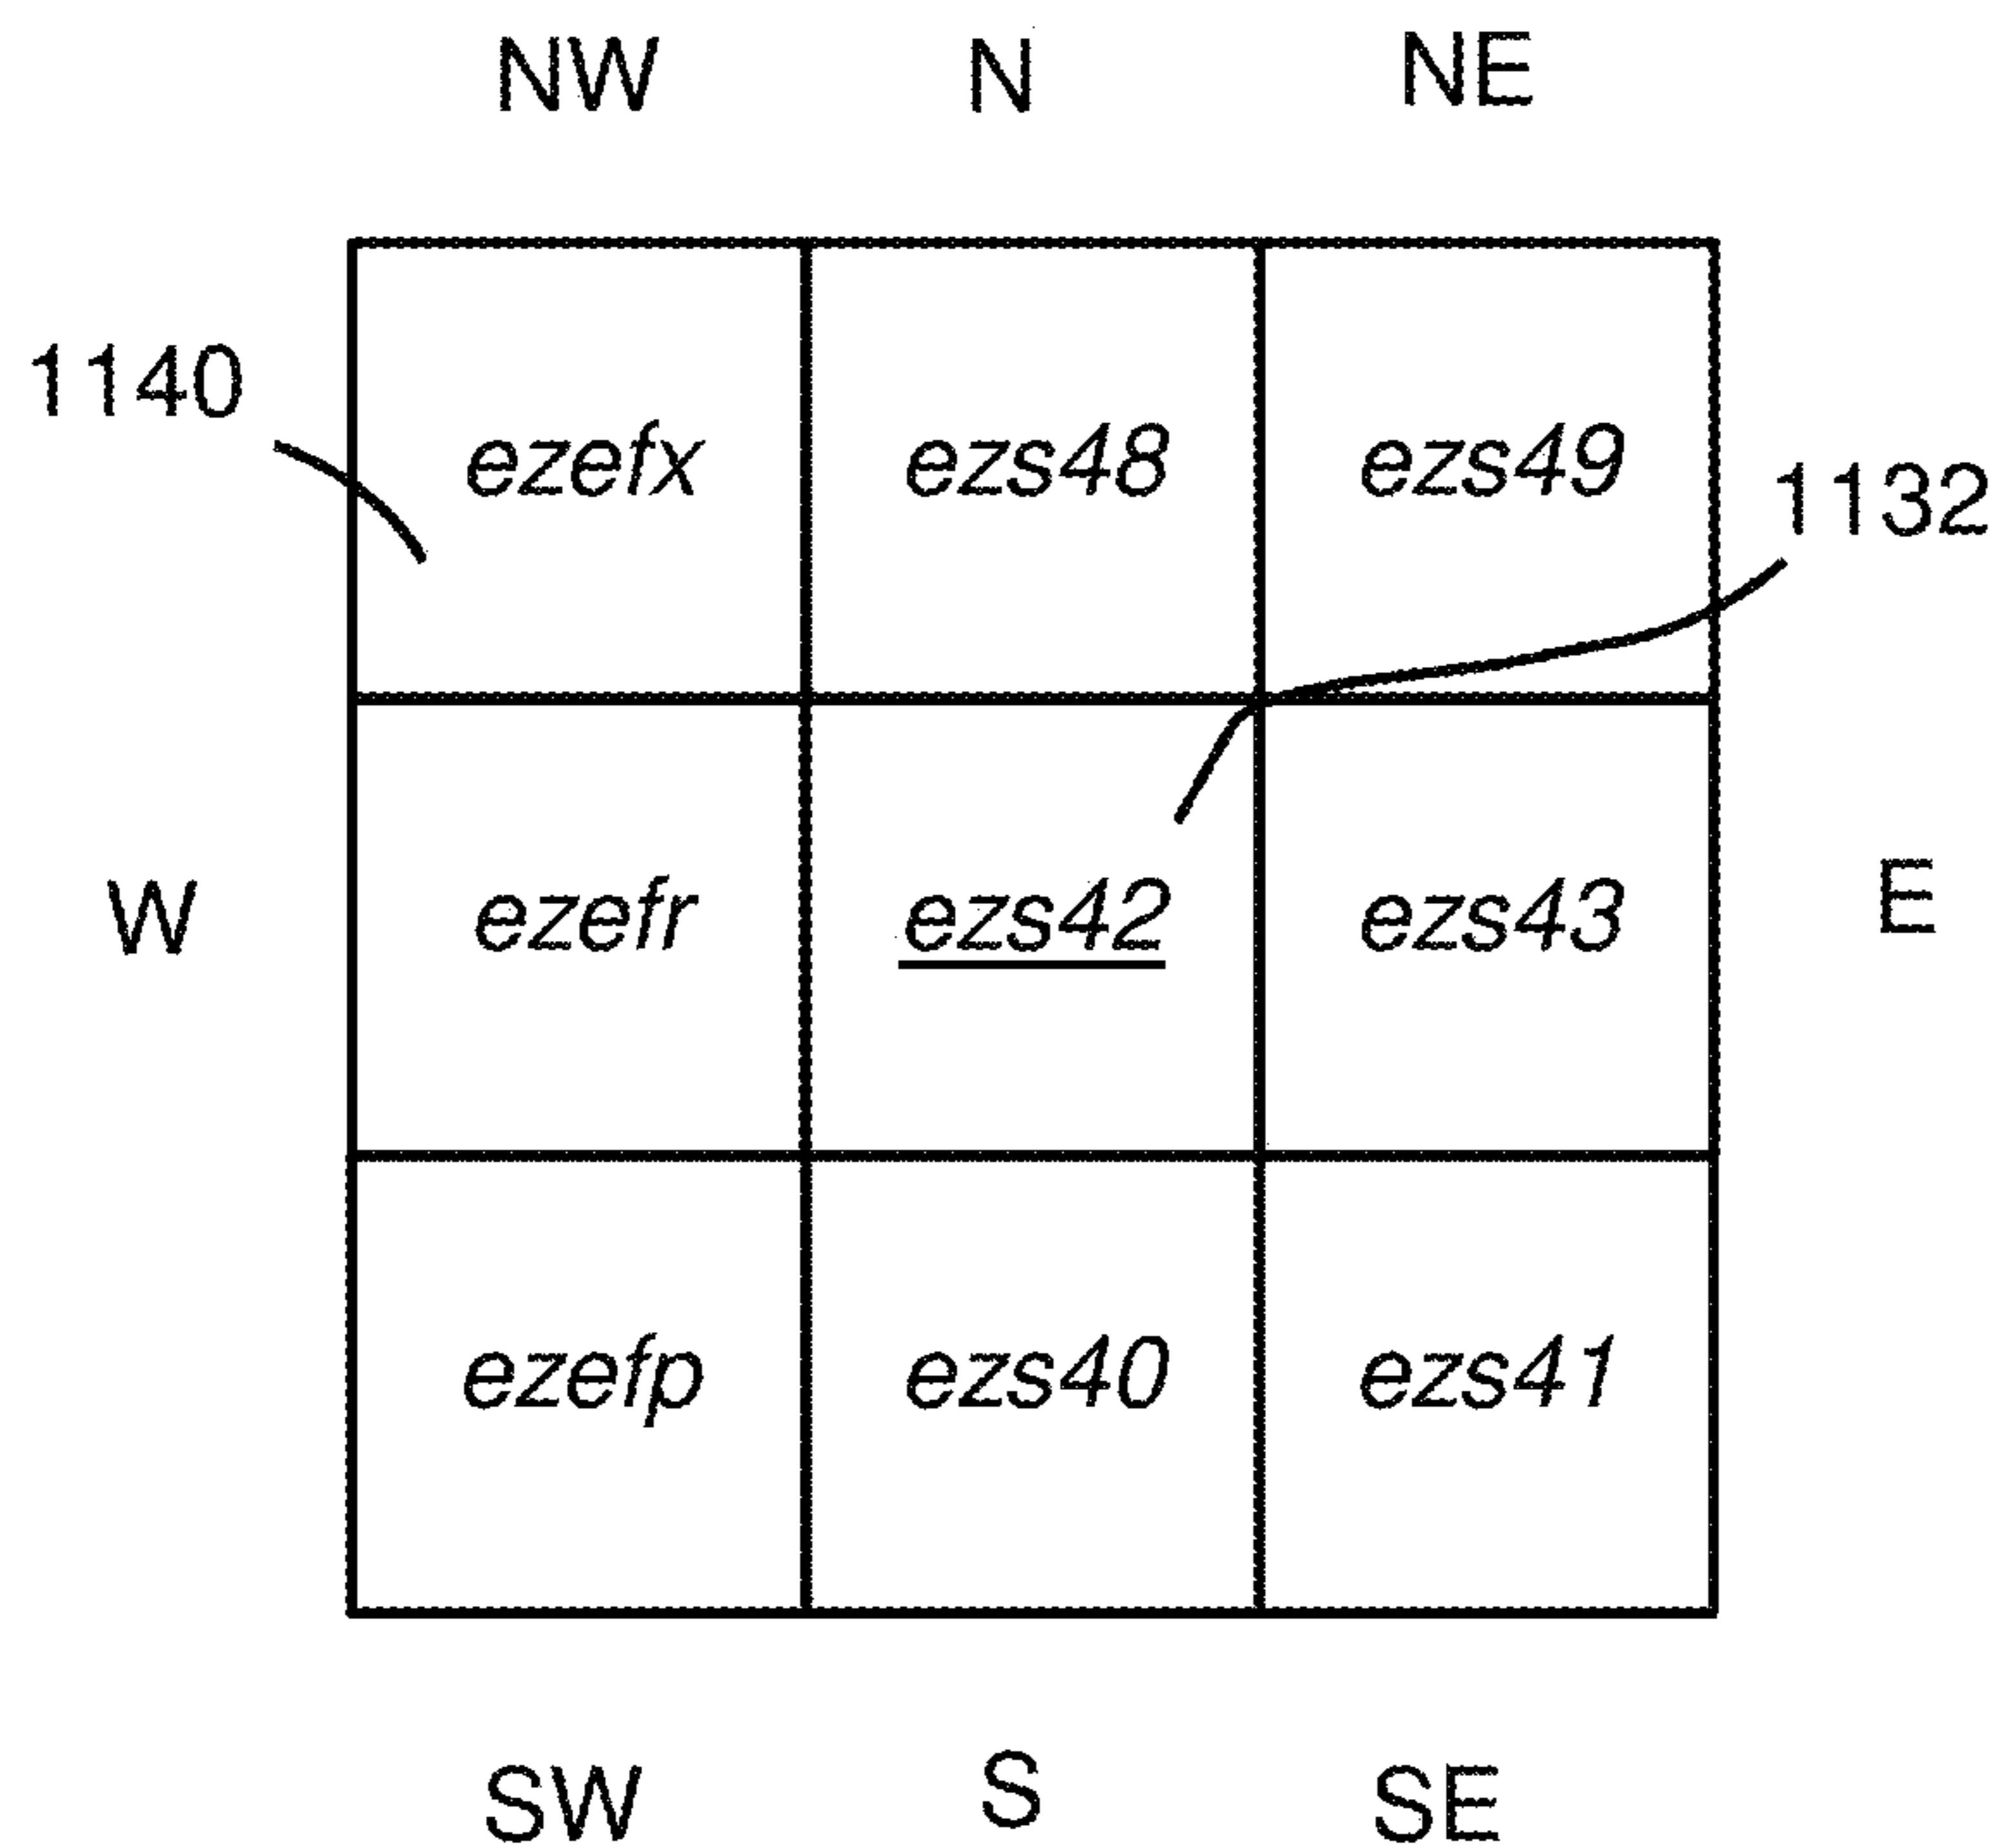 NW N NE
1140
ezefx ezs48 ezs49
1132
W ezefr ezs42 ezs43 E
ezefp ezs40 ezs41
SW S SE